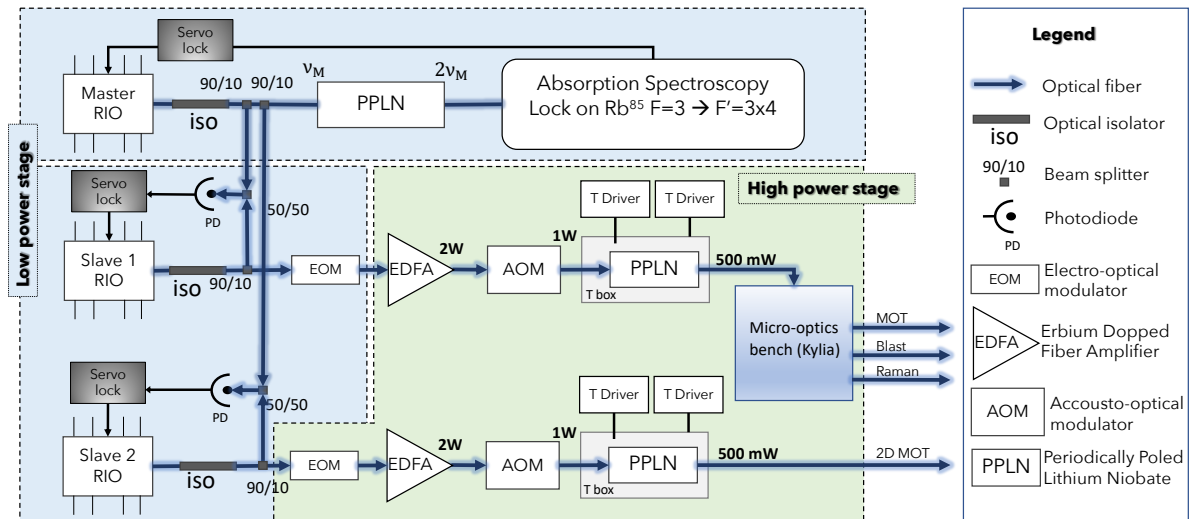 Servo
lock
Master
RIO
90/10
90/10
iso
νM
PPLN
2νM
Absorption Spectroscopy
Lock on Rb85 F=3 → F'=3x4
Low power stage
Servo
lock
PD
50/50
Slave 1
RIO
iso
90/10
EOM
High power stage
EDFA
2W
AOM
1W
T Driver
T Driver
PPLN
T box
500 mW
Micro-optics
bench (Kylia)
MOT
Blast
Raman
Servo
lock
PD
50/50
Slave 2
RIO
iso
90/10
EOM
EDFA
2W
AOM
1W
T Driver
T Driver
PPLN
T box
500 mW
2D MOT
Legend
Optical fiber
iso
Optical isolator
90/10
Beam splitter
PD
Photodiode
EOM
Electro-optical
modulator
EDFA
Erbium Dopped
Fiber Amplifier
AOM
Accousto-optical
modulator
PPLN
Periodically Poled
Lithium Niobate